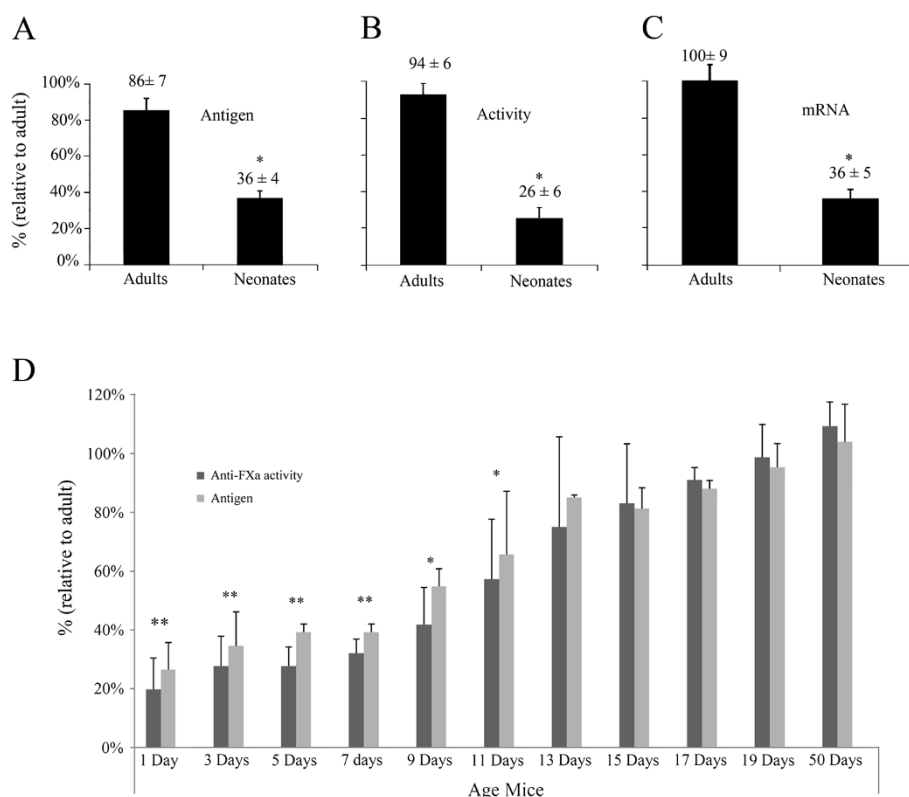 A
B
C
86± 7
94 ± 6
100± 9
100%
80%
60%
40%
20%
0%
% (relative to adult)
Antigen
Activity
mRNA
*
36 ± 4
*
26 ± 6
*
36 ± 5
Adults
Neonates
Adults
Neonates
Adults
Neonates
D
120%
100%
80%
60%
40%
20%
0%
% (relative to adult)
Anti-FXa activity
Antigen
**
**
**
**
*
*
1 Day
3 Days
5 Days
7 days
9 Days
11 Days
13 Days
15 Days
17 Days
19 Days
50 Days
Age Mice